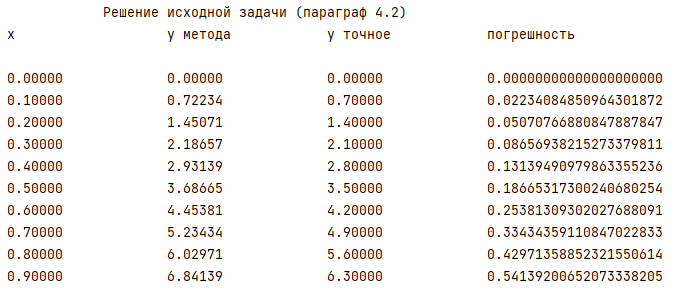 Решение исходной задачи (параграф 4.2)
x y метода y точное погрешность
0.00000 0.00000 0.00000 0.00000000000000000000
0.10000 0.72234 0.70000 0.02234084850964301872
0.20000 1.45071 1.40000 0.05070766880847887847
0.30000 2.18657 2.10000 0.08656938215273379811
0.40000 2.93139 2.80000 0.13139490979863355236
0.50000 3.68665 3.50000 0.18665317300240680254
0.60000 4.45381 4.20000 0.25381309302027688091
0.70000 5.23434 4.90000 0.33434359110847022833
0.80000 6.02971 5.60000 0.42971358852321550614
0.90000 6.84139 6.30000 0.54139200652073338205